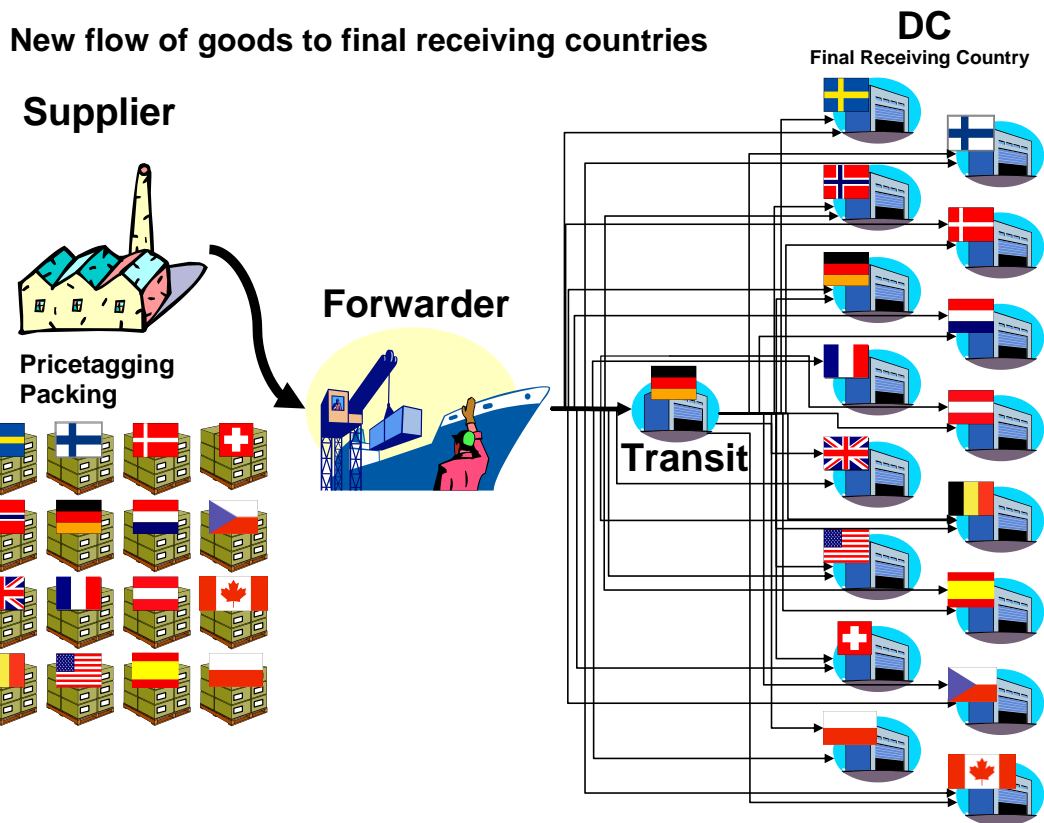 New flow of goods to final receiving countries
DC
Final Receiving Country
Supplier
Forwarder
Pricetagging
Packing
Transit